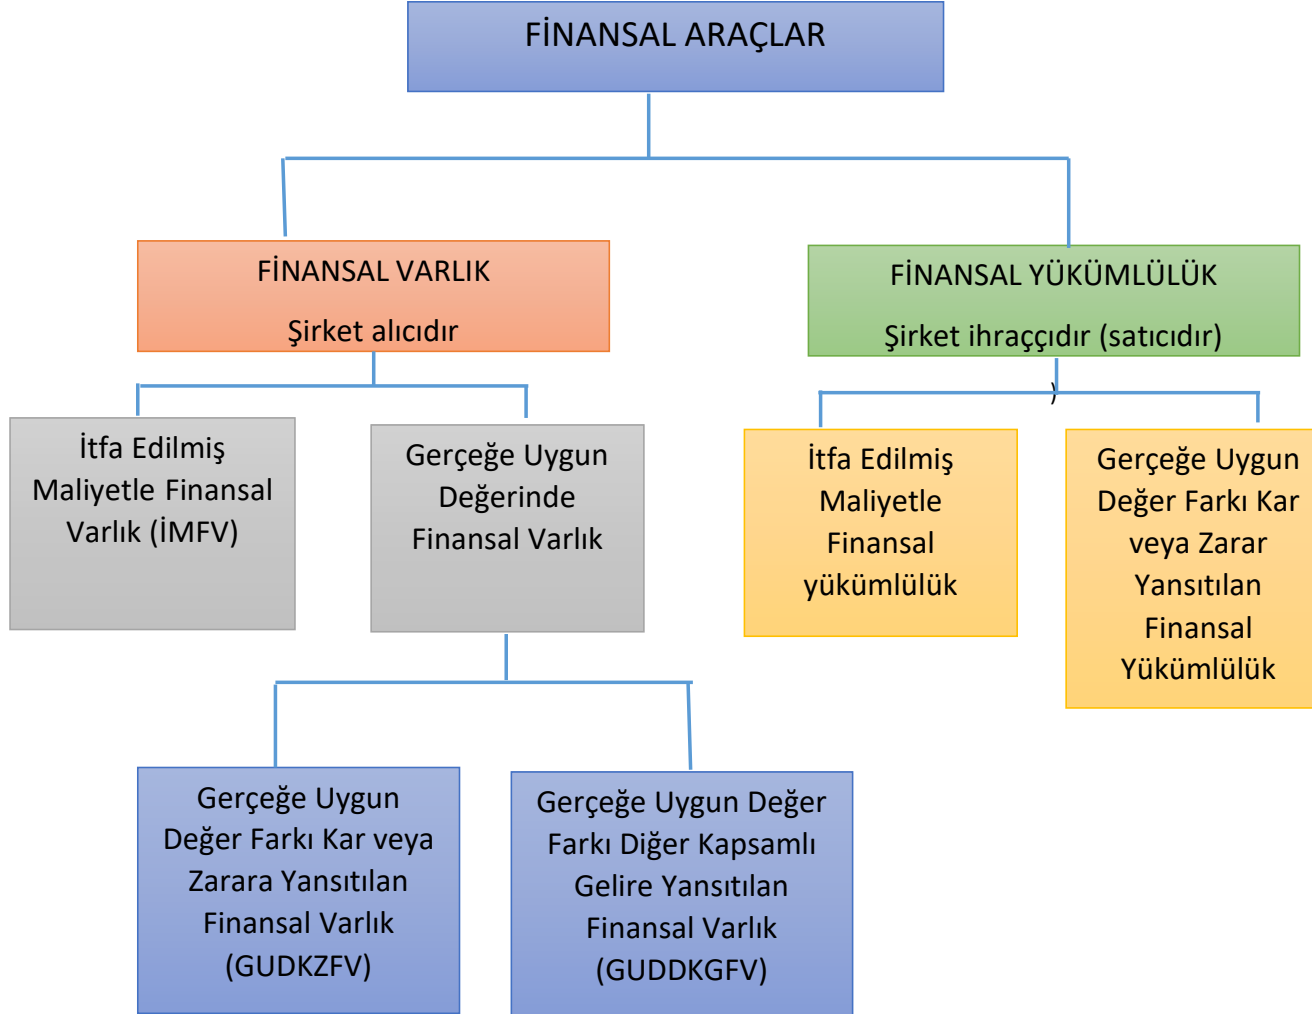 FİNANSAL ARAÇLAR
FİNANSAL VARLIK
Şirket alıcıdır
FİNANSAL YÜKÜMLÜLÜK
Şirket ihraççıdır (satıcıdır)
)
İtfa Edilmiş
Maliyetle Finansal
Varlık (İMFV)
Gerçeğe Uygun
Değerinde
Finansal Varlık
İtfa Edilmiş
Maliyetle
Finansal
yükümlülük
Gerçeğe Uygun
Değer Farkı Kar
veya Zarar
Yansıtılan
Finansal
Yükümlülük
Gerçeğe Uygun
Değer Farkı Kar veya
Zarara Yansıtılan
Finansal Varlık
(GUDKZFV)
Gerçeğe Uygun Değer
Farkı Diğer Kapsamlı
Gelire Yansıtılan
Finansal Varlık
(GUDDKGFV)